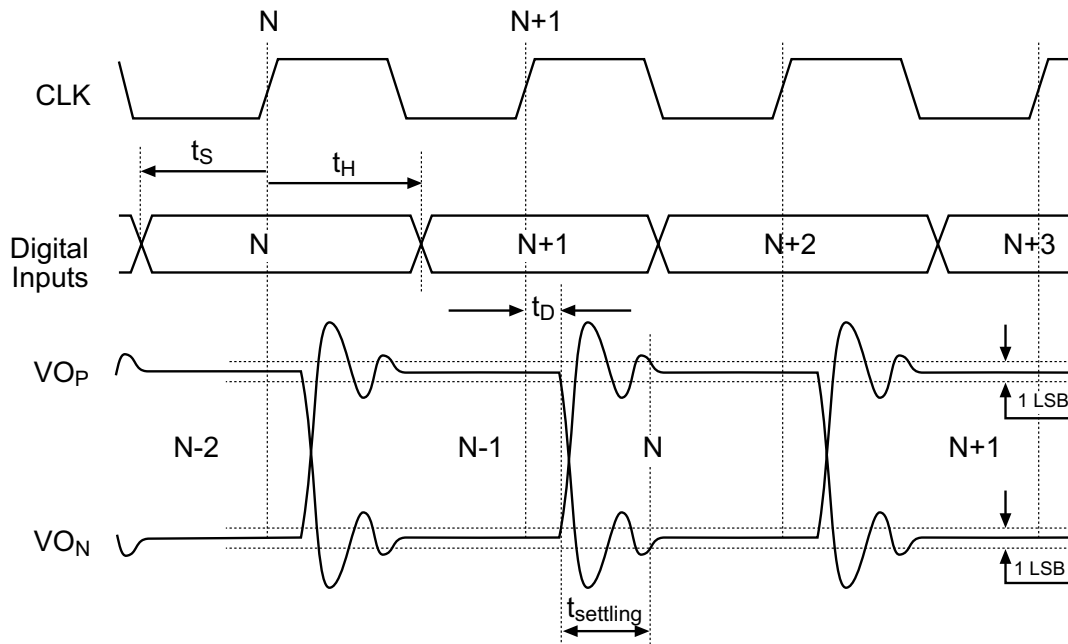 N N+1
CLK
tS tH
Digital
Inputs
N N+1 N+2 N+3
tD
VOP
1 LSB
N-2 N-1 N N+1
VON
1 LSB
tsettling